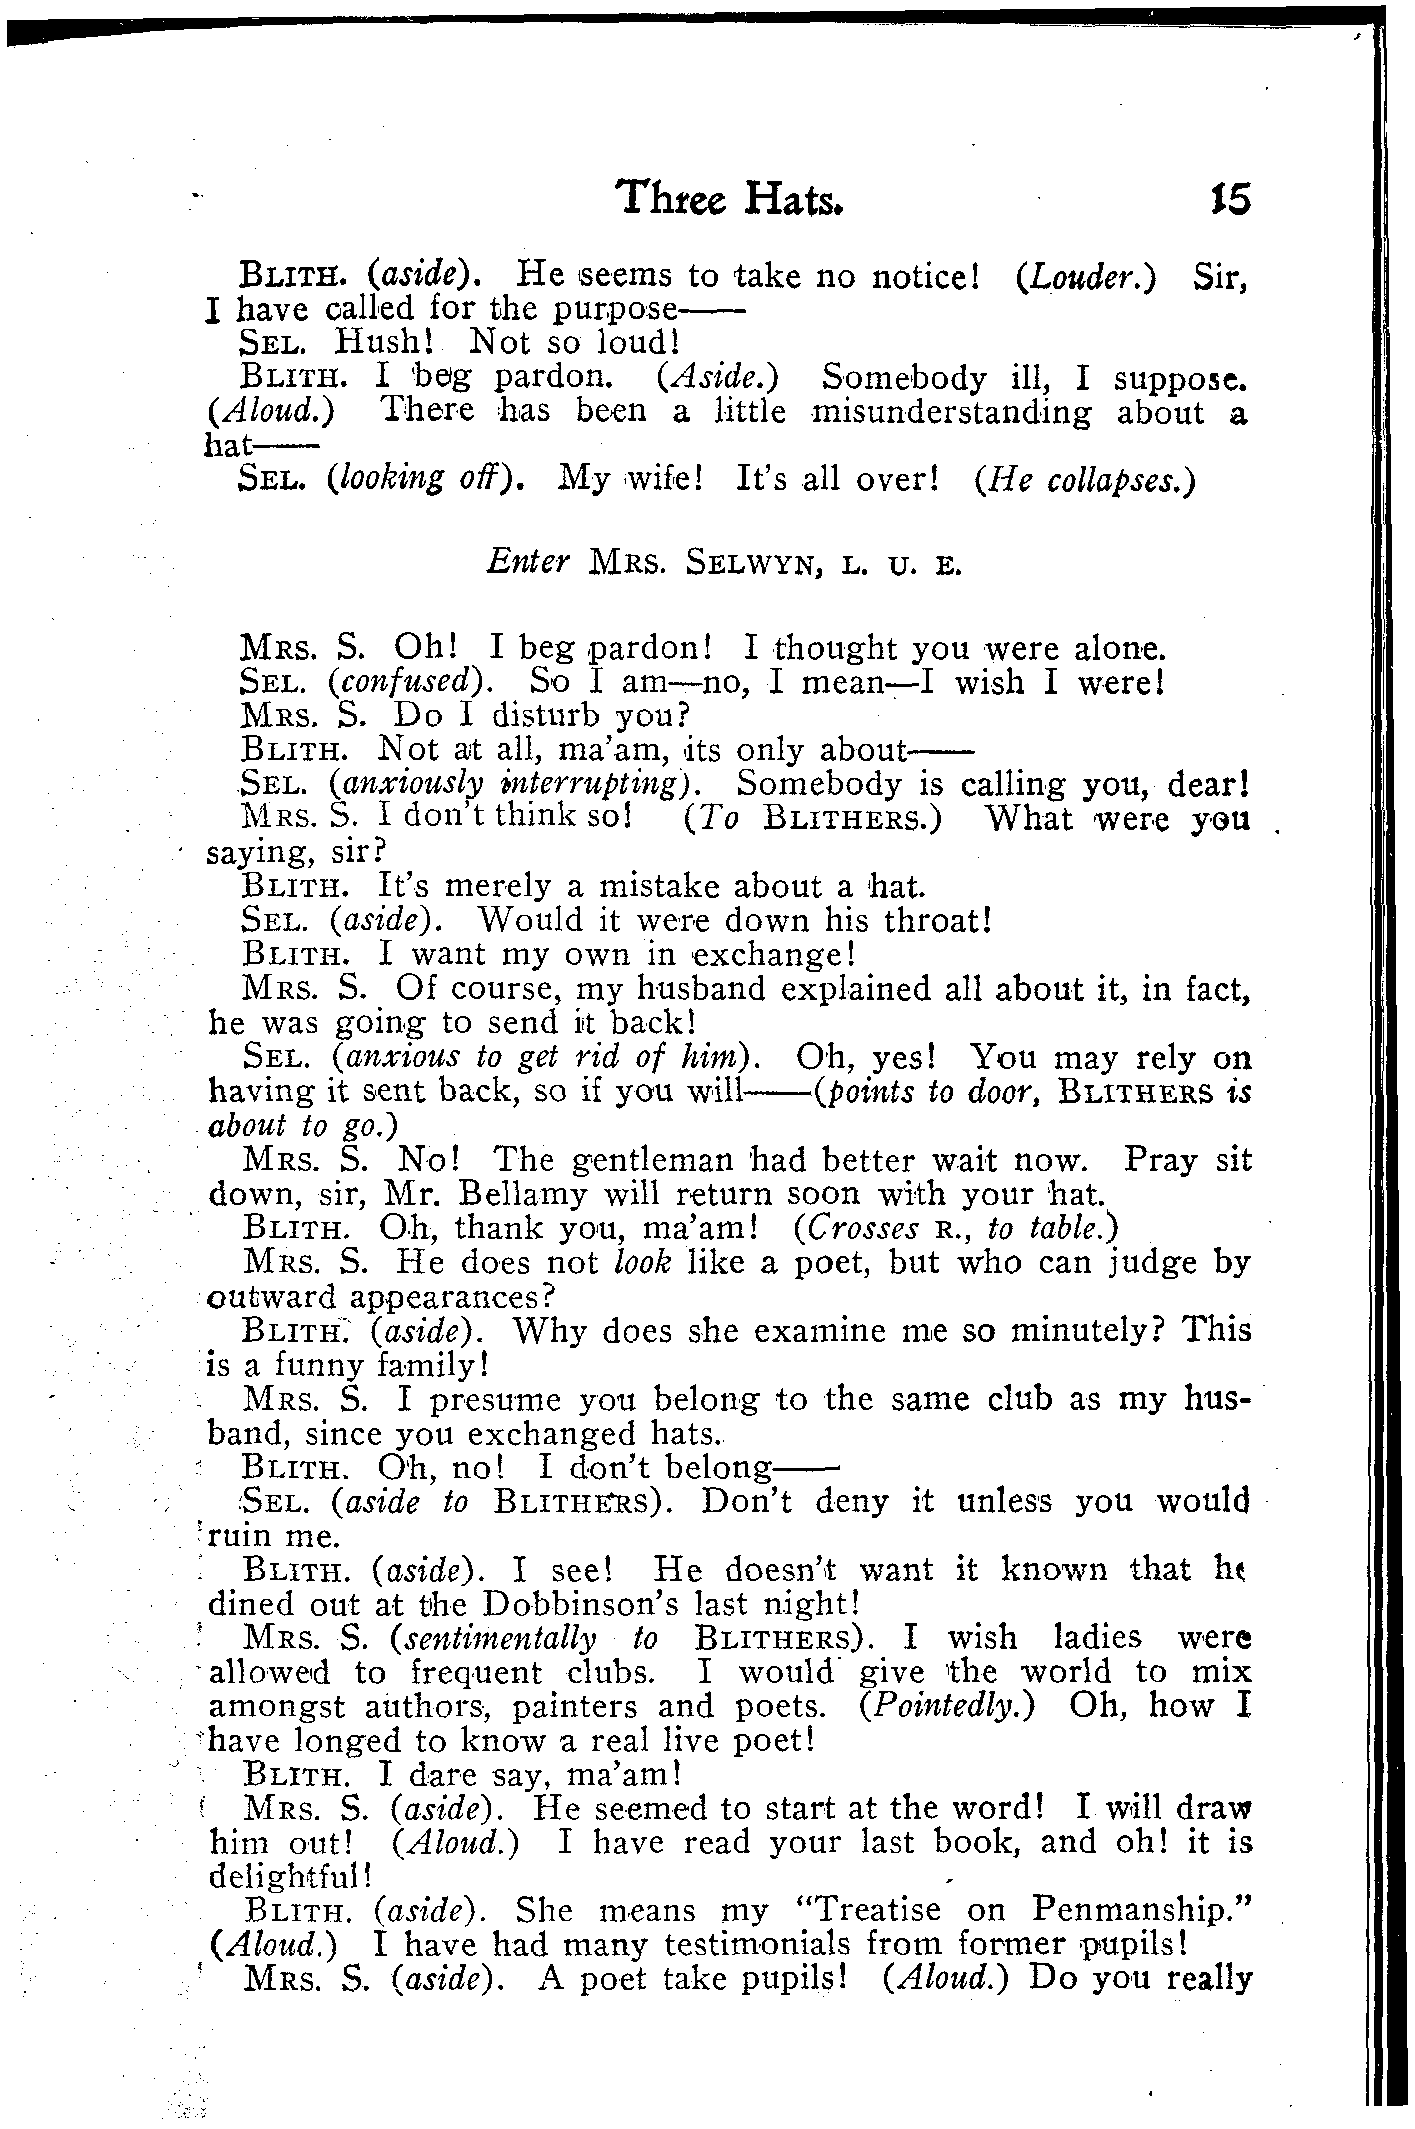 Three Hats. 15
BLITH. (aside). He seems to take no notice! (Louder.) Sir,
I have called for the purpose——
SEL. Hush! Not so loud!
BLITH. I beg pardon. (Aside.) Somebody ill, I suppose.
(Aloud.) There has been a little misunderstanding about a
hat——
SEL. (looking off). My wife! It's all over! (He collapses.)
Enter MRS. SELWYN, L. U. E.
MRS. S. Oh! I beg pardon! I thought you were alone.
SEL. (confused). So I am—no, I mean—I wish I were!
MRS. S. Do I disturb you?
BLITH. Not at all, ma'am, its only about——
SEL. (anxiously interrupting). Somebody is calling you, dear!
MRS. S. I don't think so! (To BLITHERS.) What were you
saying, sir?
BLITH. It's merely a mistake about a hat.
SEL. (aside). Would it were down his throat!
BLITH. I want my own in exchange!
MRS. S. Of course, my husband explained all about it, in fact,
he was going to send it back!
SEL. (anxious to get rid of him). Oh, yes! You may rely on
having it sent back, so if you will——(points to door, BLITHERS is
about to go.)
MRS. S. No! The gentleman had better wait now. Pray sit
down, sir, Mr. Bellamy will return soon with your hat.
BLITH. Oh, thank you, ma'am! (Crosses R., to table.)
MRS. S. He does not look like a poet, but who can judge by
outward appearances?
BLITH. (aside). Why does she examine me so minutely? This
is a funny family!
MRS. S. I presume you belong to the same club as my hus-
band, since you exchanged hats.
BLITH. Oh, no! I don't belong——
SEL. (aside to BLITHERS). Don't deny it unless you would
ruin me.
BLITH. (aside). I see! He doesn't want it known that he
dined out at the Dobbinson's last night!
MRS. S. (sentimentally to BLITHERS). I wish ladies were
allowed to frequent clubs. I would give the world to mix
amongst authors, painters and poets. (Pointedly.) Oh, how I
have longed to know a real live poet!
BLITH. I dare say, ma'am!
MRS. S. (aside). He seemed to start at the word! I will draw
him out! (Aloud.) I have read your last book, and oh! it is
delightful!
BLITH. (aside). She means my "Treatise on Penmanship."
(Aloud.) I have had many testimonials from former pupils!
MRS. S. (aside). A poet take pupils! (Aloud.) Do you really